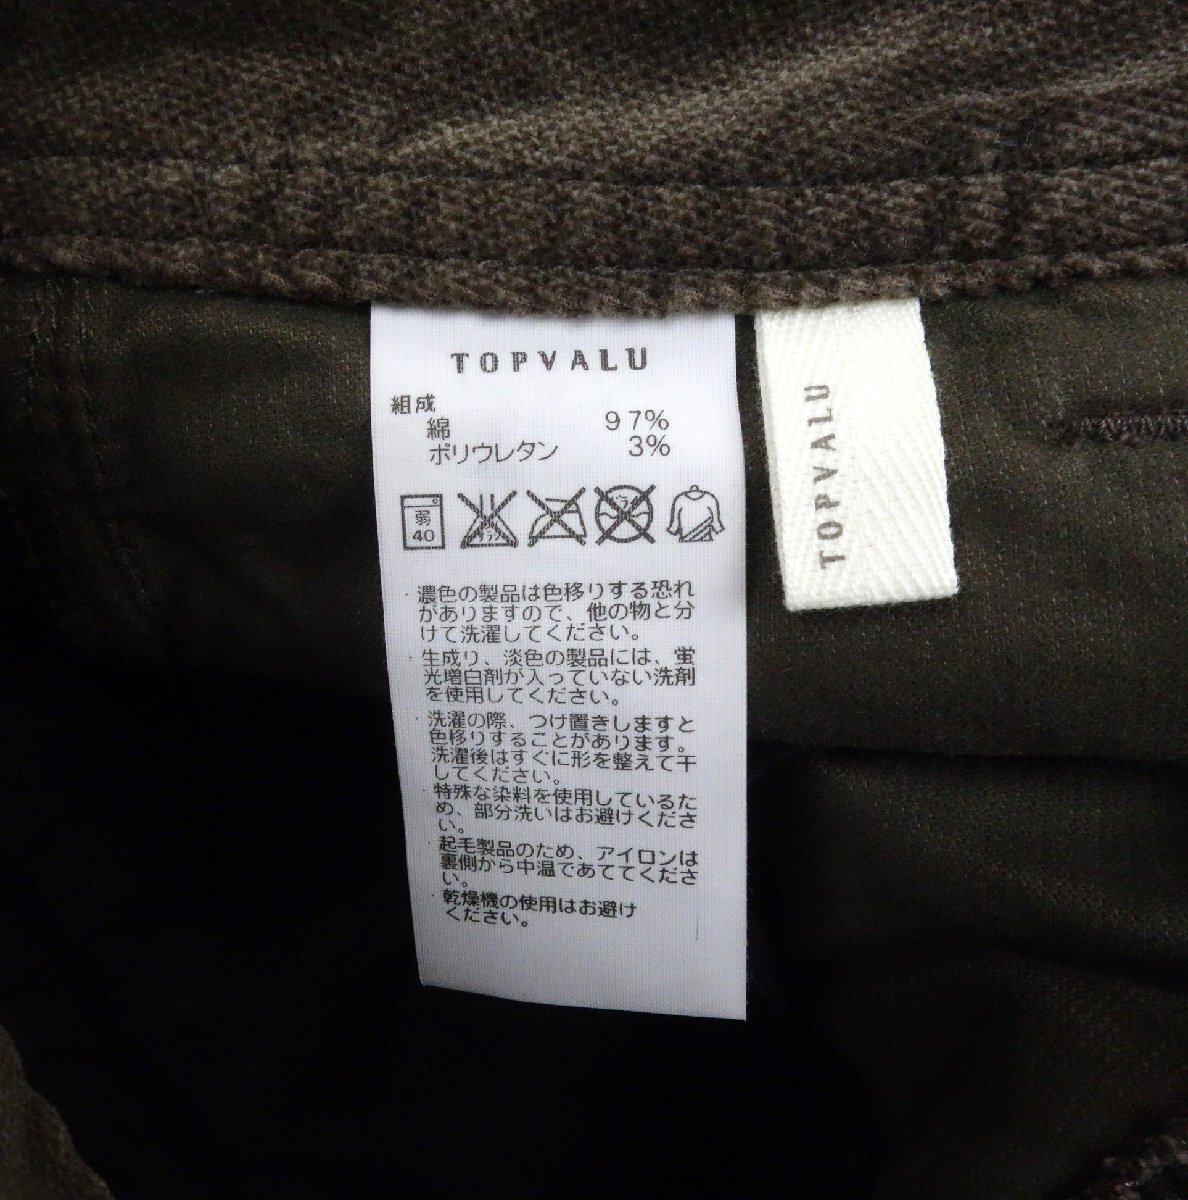 TOPVALU
組成
綿 97%
ポリウレタン 3%
弱
40
濃色の製品は色移りする恐れ
がありますので、他の物と分
けて洗濯してください。
生成り、淡色の製品には、蛍
光増白剤が入っていない洗剤
を使用してください。
洗濯の際、つけ置きしますと
色移りすることがあります。
洗濯後はすぐに形を整えて干
してください。
特殊な染料を使用しているた
め、部分洗いはお避けくださ
い。
起毛製品のため、アイロンは
裏側から中温であててくださ
い。
乾燥機の使用はお避け
ください。
TOPVALU